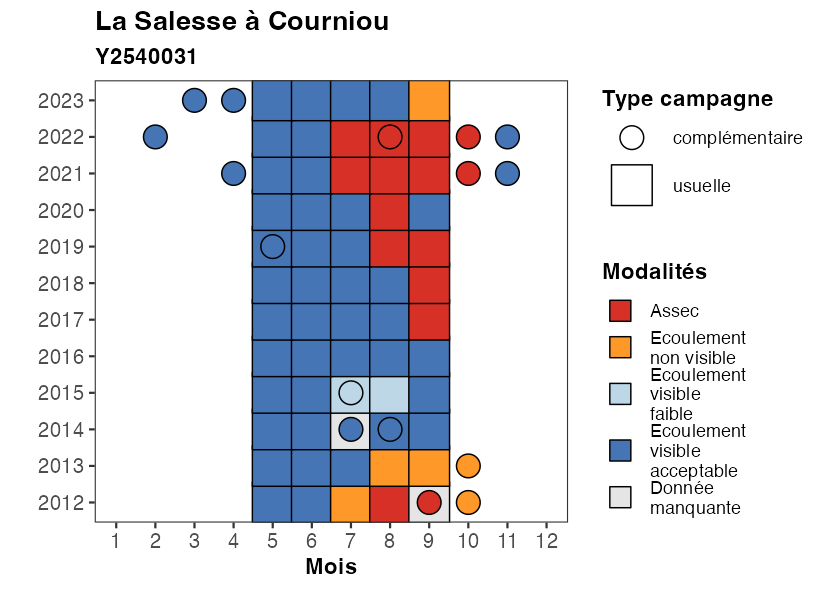 La Salesse à Courniou
Y2540031
2023
2022
2021
2020
2019
2018
2017
2016
2015
2014
2013
2012
1 2 3 4 5 6 7 8 9 10 11 12
Mois
Type campagne
complémentaire
usuelle
Modalités
Assec
Ecoulement
non visible
Ecoulement
visible
faible
Ecoulement
visible
acceptable
Donnée
manquante